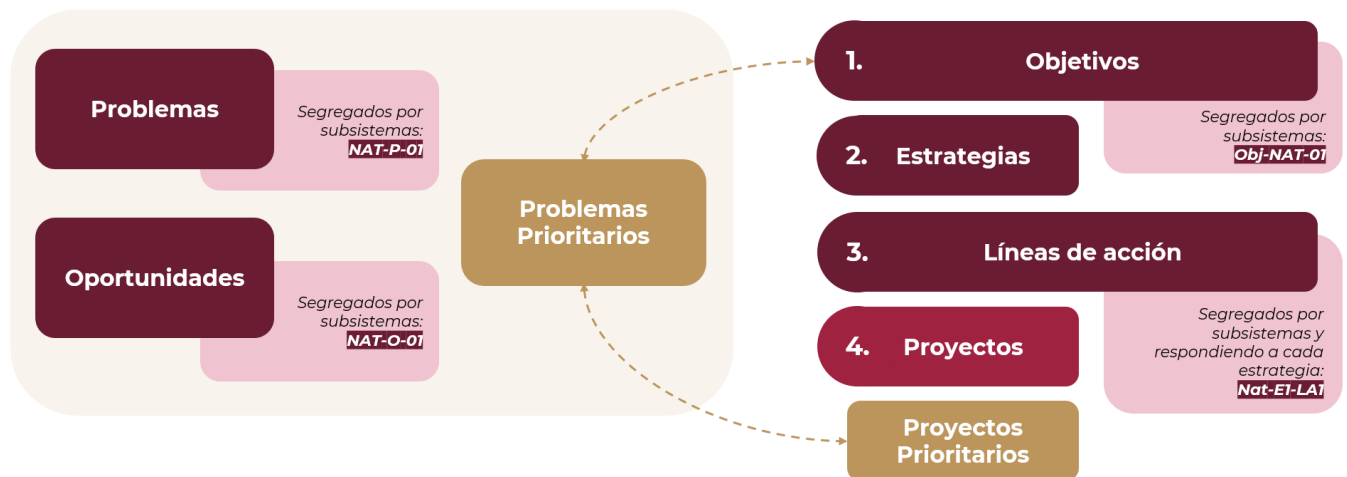 Problemas
Segregados por
subsistemas:
NAT-P-01
Oportunidades
Segregados por
subsistemas:
NAT-O-01
Problemas
Prioritarios
1. Objetivos
Segregados por
subsistemas:
Obj-NAT-01
2. Estrategias
3. Líneas de acción
Segregados por
subsistemas y
respondiendo a cada
estrategia:
Nat-E1-LA1
4. Proyectos
Proyectos
Prioritarios